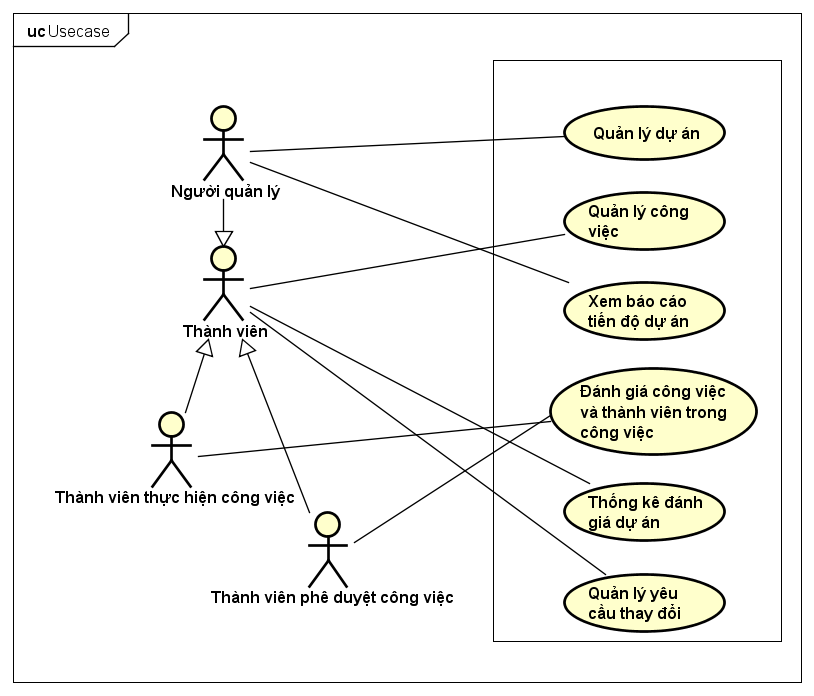 uc Usecase
Người quản lý
Quản lý dự án
Quản lý công
việc
Thành viên
Xem báo cáo
tiến độ dự án
Đánh giá công việc
và thành viên trong
công việc
Thành viên thực hiện công việc
Thống kê đánh
giá dự án
Thành viên phê duyệt công việc
Quản lý yêu
cầu thay đổi